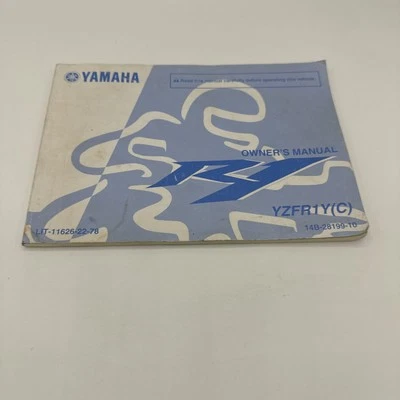 YAMAHA
Read this manual carefully before operating this vehicle.
OWNER'S MANUAL
R1
YZFR1Y(C)
LIT-11626-22-78
14B-28199-10